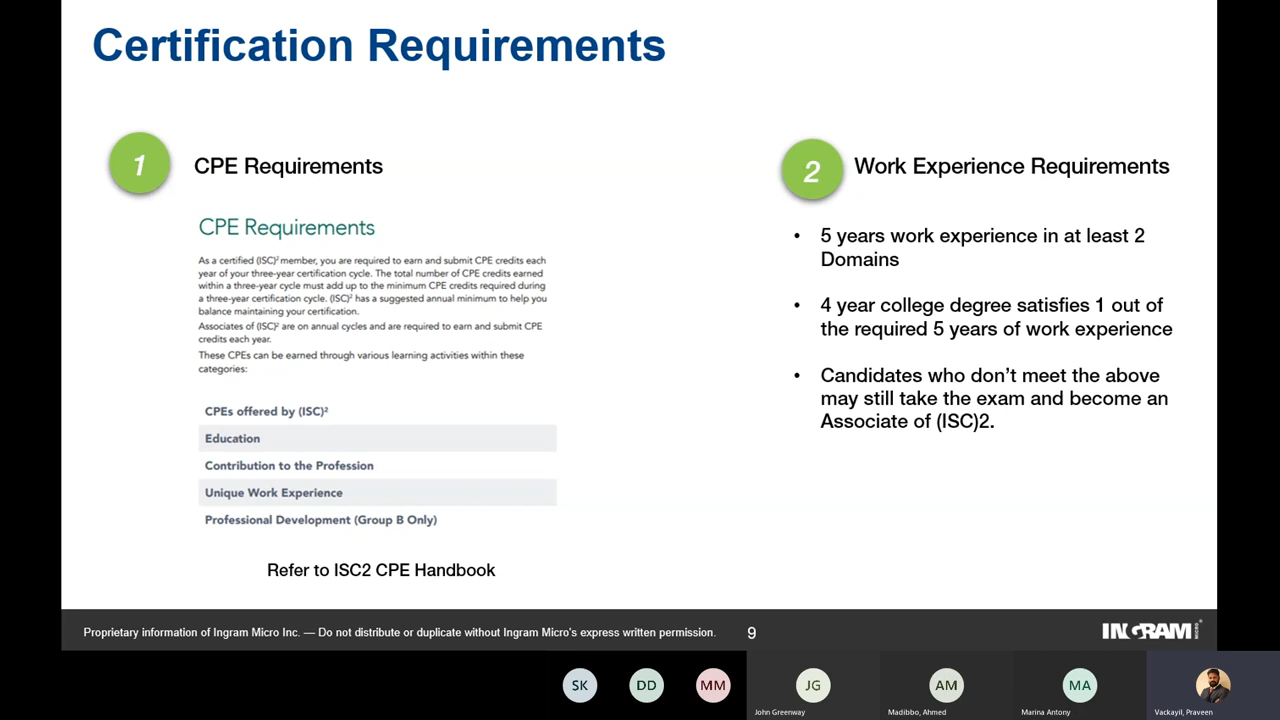 Certification Requirements
1
CPE Requirements
CPE Requirements
As a certified (ISC)² member, you are required to earn and submit CPE credits each
year of your three-year certification cycle. The total number of CPE credits earned
within a three-year cycle must add up to the minimum CPE credits required during
a three-year certification cycle. (ISC)² has a suggested annual minimum to help you
balance maintaining your certification.
Associates of (ISC)² are on annual cycles and are required to earn and submit CPE
credits each year.
These CPEs can be earned through various learning activities within these
categories:
CPEs offered by (ISC)²
Education
Contribution to the Profession
Unique Work Experience
Professional Development (Group B Only)
Refer to ISC2 CPE Handbook
2
Work Experience Requirements
• 5 years work experience in at least 2
Domains
• 4 year college degree satisfies 1 out of
the required 5 years of work experience
• Candidates who don’t meet the above
may still take the exam and become an
Associate of (ISC)2.
Proprietary information of Ingram Micro Inc. — Do not distribute or duplicate without Ingram Micro's express written permission.
9
INGRAM MICRO®
SK
DD
MM
JG
John Greenway
AM
Madibbo, Ahmed
MA
Marina Antony
Vackayil, Praveen